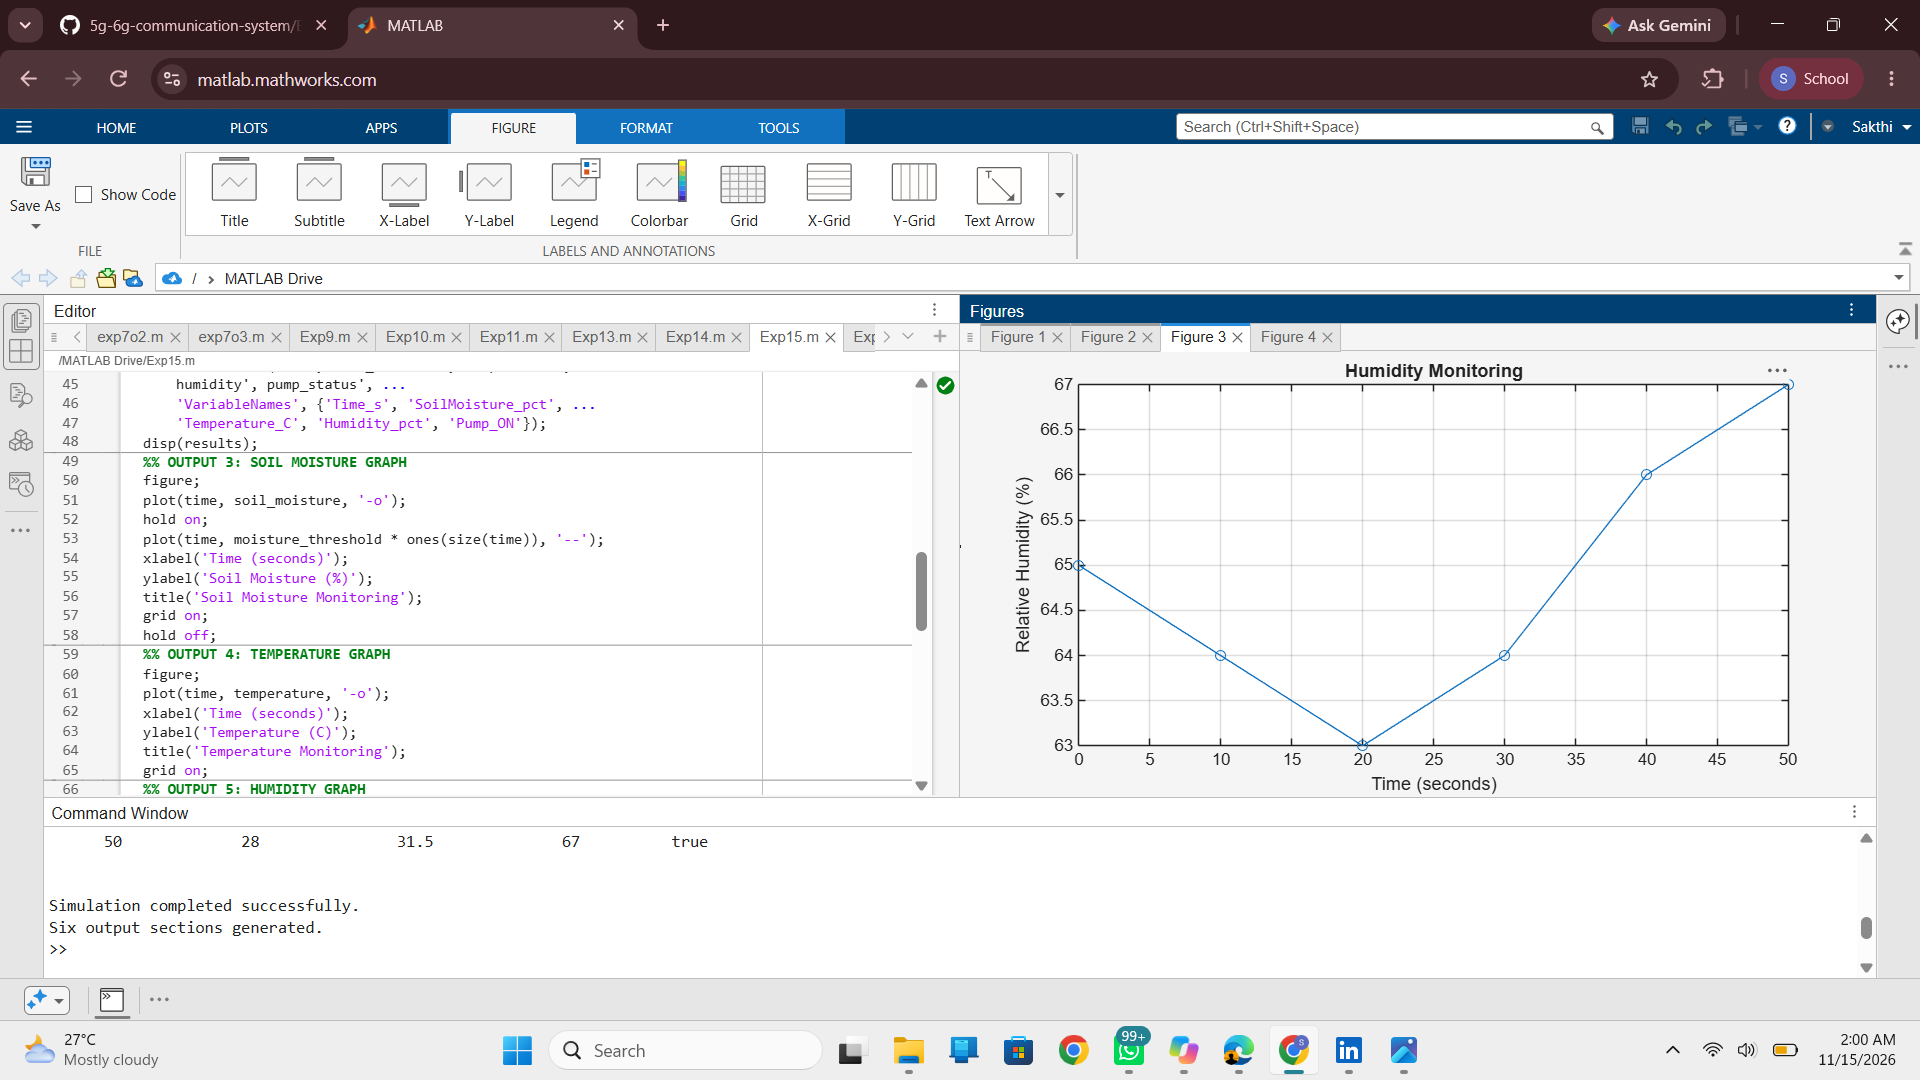 5g-6g-communication-system/
MATLAB
Ask Gemini
matlab.mathworks.com
S School
HOME PLOTS APPS FIGURE FORMAT TOOLS
Search (Ctrl+Shift+Space)
Sakthi
Save As
Show Code
FILE
Title Subtitle X-Label Y-Label Legend Colorbar Grid X-Grid Y-Grid Text Arrow
LABELS AND ANNOTATIONS
/ › MATLAB Drive
Editor
exp7o2.m exp7o3.m Exp9.m Exp10.m Exp11.m Exp13.m Exp14.m Exp15.m Exp
/MATLAB Drive/Exp15.m
45 humidity', pump_status', ...
46 'VariableNames', {'Time_s', 'SoilMoisture_pct', ...
47 'Temperature_C', 'Humidity_pct', 'Pump_ON'});
48 disp(results);
49 %% OUTPUT 3: SOIL MOISTURE GRAPH
50 figure;
51 plot(time, soil_moisture, '-o');
52 hold on;
53 plot(time, moisture_threshold * ones(size(time)), '--');
54 xlabel('Time (seconds)');
55 ylabel('Soil Moisture (%)');
56 title('Soil Moisture Monitoring');
57 grid on;
58 hold off;
59 %% OUTPUT 4: TEMPERATURE GRAPH
60 figure;
61 plot(time, temperature, '-o');
62 xlabel('Time (seconds)');
63 ylabel('Temperature (C)');
64 title('Temperature Monitoring');
65 grid on;
66 %% OUTPUT 5: HUMIDITY GRAPH
Figures
Figure 1 Figure 2 Figure 3 Figure 4
Humidity Monitoring
67
66.5
66
65.5
65
64.5
64
63.5
63
Relative Humidity (%)
0 5 10 15 20 25 30 35 40 45 50
Time (seconds)
Command Window
50 28 31.5 67 true
Simulation completed successfully.
Six output sections generated.
>>
27°C
Mostly cloudy
Search
99+
2:00 AM
11/15/2026